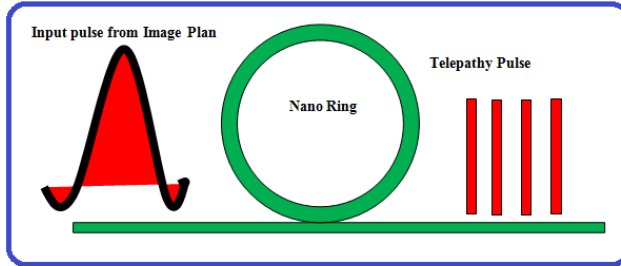 Input pulse from Image Plan
Telepathy Pulse
Nano Ring